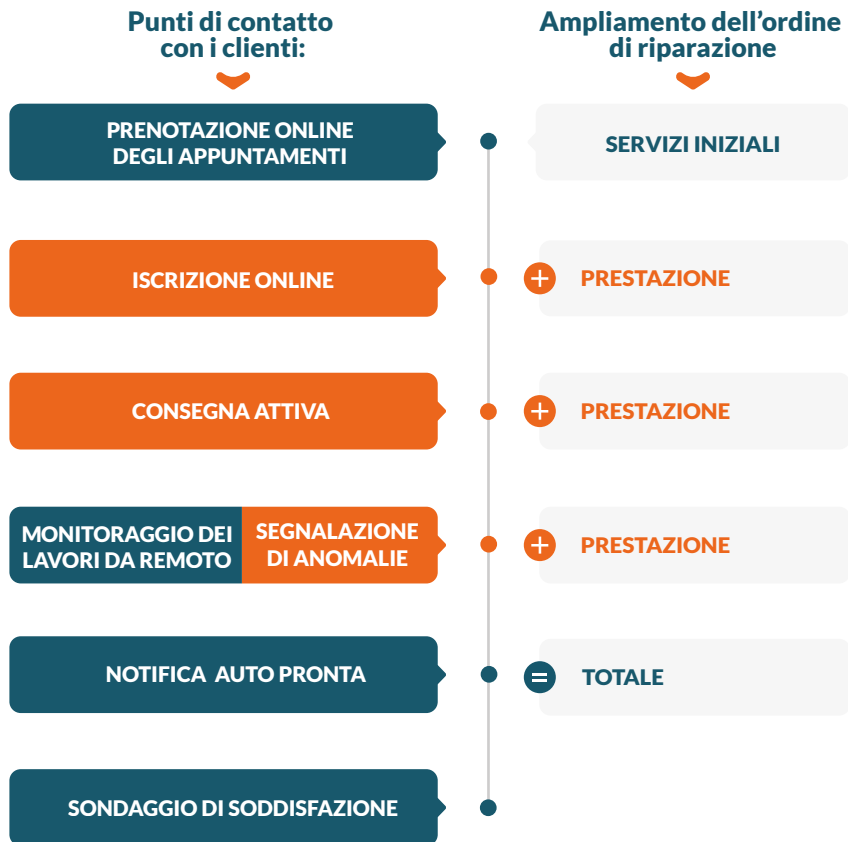 Punti di contatto
con i clienti:
Ampliamento dell'ordine
di riparazione
PRENOTAZIONE ONLINE
DEGLI APPUNTAMENTI
SERVIZI INIZIALI
ISCRIZIONE ONLINE
+ PRESTAZIONE
CONSEGNA ATTIVA
+ PRESTAZIONE
MONITORAGGIO DEI
LAVORI DA REMOTO
SEGNALAZIONE
DI ANOMALIE
+ PRESTAZIONE
NOTIFICA AUTO PRONTA
= TOTALE
SONDAGGIO DI SODDISFAZIONE